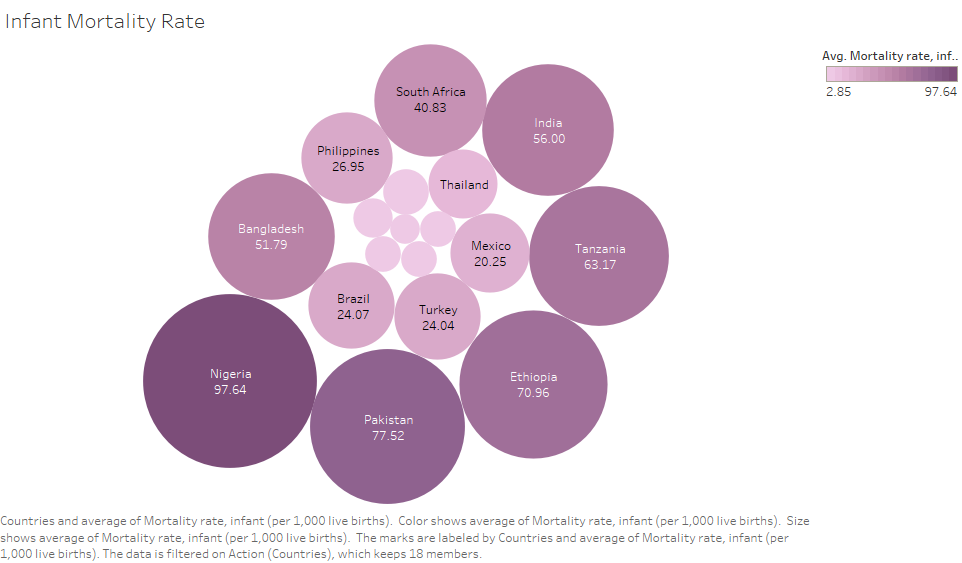 Infant Mortality Rate
Avg. Mortality rate, inf..
2.85 97.64
South Africa
40.83
India
56.00
Philippines
26.95
Thailand
Bangladesh
51.79
Mexico
20.25
Tanzania
63.17
Brazil
24.07
Turkey
24.04
Nigeria
97.64
Ethiopia
70.96
Pakistan
77.52
Countries and average of Mortality rate, infant (per 1,000 live births). Color shows average of Mortality rate, infant (per 1,000 live births). Size
shows average of Mortality rate, infant (per 1,000 live births). The marks are labeled by Countries and average of Mortality rate, infant (per
1,000 live births). The data is filtered on Action (Countries), which keeps 18 members.